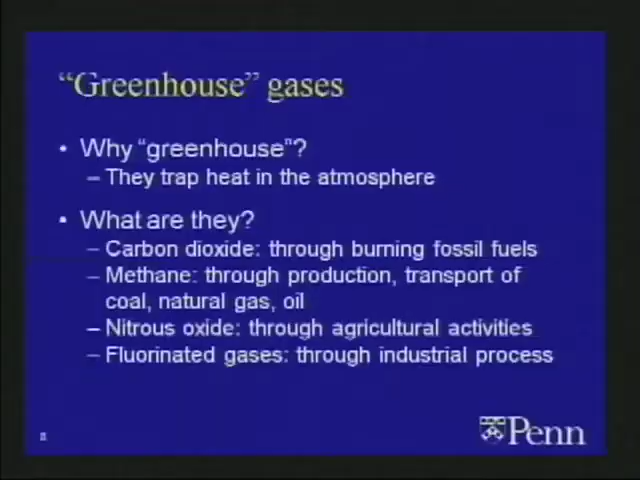 “Greenhouse” gases
• Why “greenhouse”?
– They trap heat in the atmosphere
• What are they?
– Carbon dioxide: through burning fossil fuels
– Methane: through production, transport of
coal, natural gas, oil
– Nitrous oxide: through agricultural activities
– Fluorinated gases: through industrial process
8
Penn